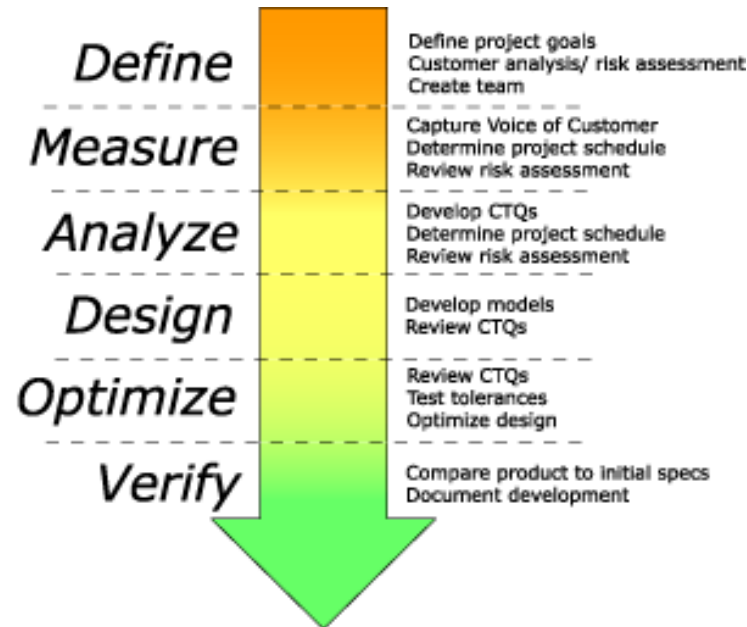 Define
Define project goals
Customer analysis/ risk assessment
Create team
Measure
Capture Voice of Customer
Determine project schedule
Review risk assessment
Analyze
Develop CTQs
Determine project schedule
Review risk assessment
Design
Develop models
Review CTQs
Optimize
Review CTQs
Test tolerances
Optimize design
Verify
Compare product to initial specs
Document development